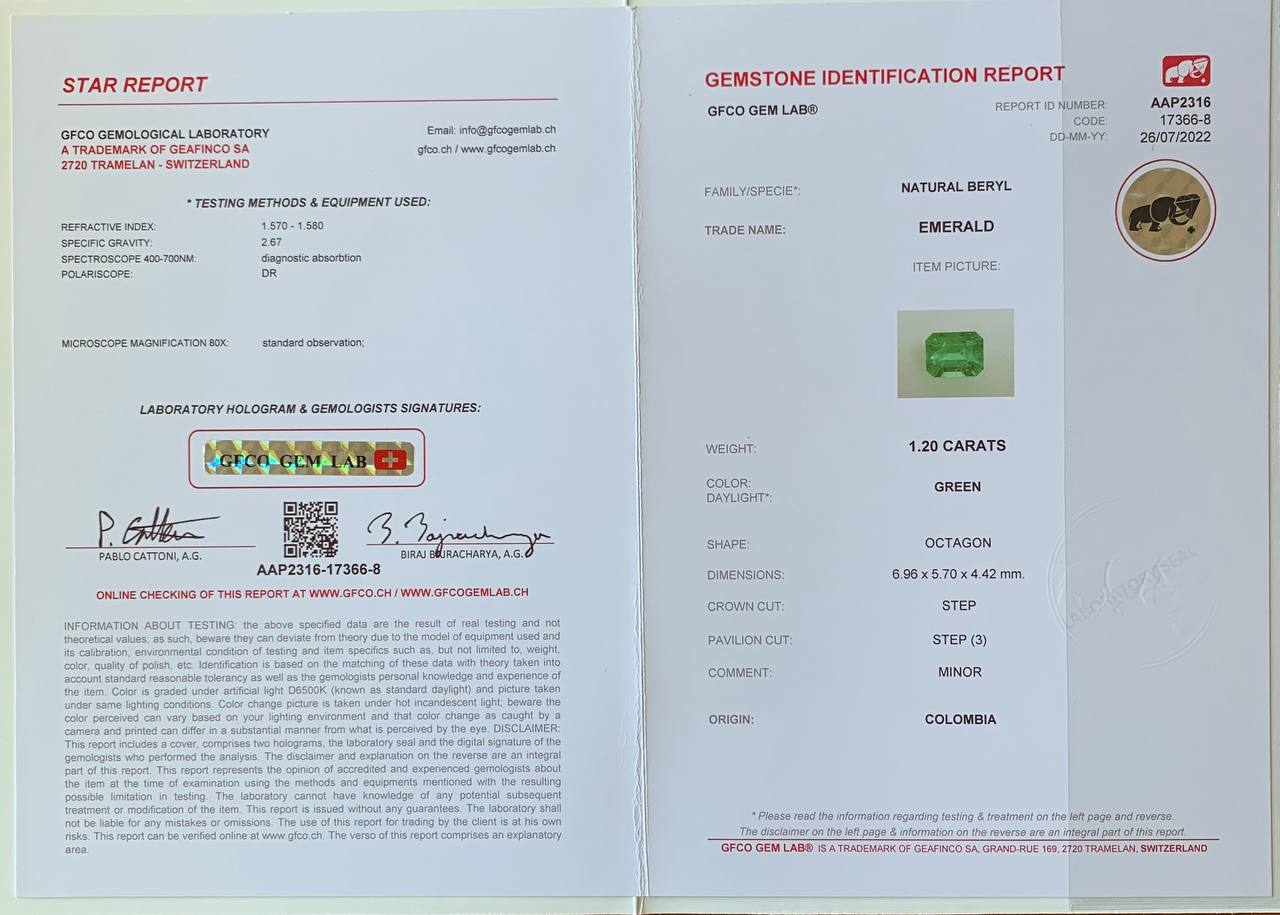 STAR REPORT
GFCO GEMOLOGICAL LABORATORY
A TRADEMARK OF GEAFINCO SA
2720 TRAMELAN - SWITZERLAND
Email: info@gfcogemlab.ch
gfco.ch / www.gfcogemlab.ch
* TESTING METHODS & EQUIPMENT USED:
REFRACTIVE INDEX: 1.570 - 1.580
SPECIFIC GRAVITY: 2.67
SPECTROSCOPE 400-700NM: diagnostic absorbtion
POLARISCOPE: DR
MICROSCOPE MAGNIFICATION 80X: standard observation;
LABORATORY HOLOGRAM & GEMOLOGISTS SIGNATURES:
GFCO GEM LAB
PABLO CATTONI, A.G.
BIRAJ BAJRACHARYA, A.G.
AAP2316-17366-8
ONLINE CHECKING OF THIS REPORT AT WWW.GFCO.CH / WWW.GFCOGEMLAB.CH
INFORMATION ABOUT TESTING: the above specified data are the result of real testing and not
theoretical values; as such, beware they can deviate from theory due to the model of equipment used and
its calibration, environmental condition of testing and item specifics such as, but not limited to, weight,
color, quality of polish, etc. Identification is based on the matching of these data with theory taken into
account standard reasonable tolerancy as well as the gemologists personal knowledge and experience of
the item. Color is graded under artificial light D6500K (known as standard daylight) and picture taken
under same lighting conditions. Color change picture is taken under hot incandescent light; beware the
color perceived can vary based on your lighting environment and that color change as caught by a
camera and printed can differ in a substantial manner from what is perceived by the eye. DISCLAIMER:
This report includes a cover, comprises two holograms, the laboratory seal and the digital signature of the
gemologists who performed the analysis. The disclaimer and explanation on the reverse are an integral
part of this report. This report represents the opinion of accredited and experienced gemologists about
the item at the time of examination using the methods and equipments mentioned with the resulting
possible limitation in testing. The laboratory cannot have knowledge of any potential subsequent
treatment or modification of the item. This report is issued without any guarantees. The laboratory shall
not be liable for any mistakes or omissions. The use of this report for trading by the client is at his own
risks. This report can be verified online at www.gfco.ch. The verso of this report comprises an explanatory
area.
GEMSTONE IDENTIFICATION REPORT
GFCO GEM LAB®
REPORT ID NUMBER: AAP2316
CODE: 17366-8
DD-MM-YY: 26/07/2022
FAMILY/SPECIE*: NATURAL BERYL
TRADE NAME: EMERALD
ITEM PICTURE:
WEIGHT: 1.20 CARATS
COLOR:
DAYLIGHT*: GREEN
SHAPE: OCTAGON
DIMENSIONS: 6.96 x 5.70 x 4.42 mm.
CROWN CUT: STEP
PAVILION CUT: STEP (3)
COMMENT: MINOR
ORIGIN: COLOMBIA
LABORATORY SEAL
* Please read the information regarding testing & treatment on the left page and reverse.
The disclaimer on the left page & information on the reverse are an integral part of this report.
GFCO GEM LAB® IS A TRADEMARK OF GEAFINCO SA, GRAND-RUE 169, 2720 TRAMELAN, SWITZERLAND